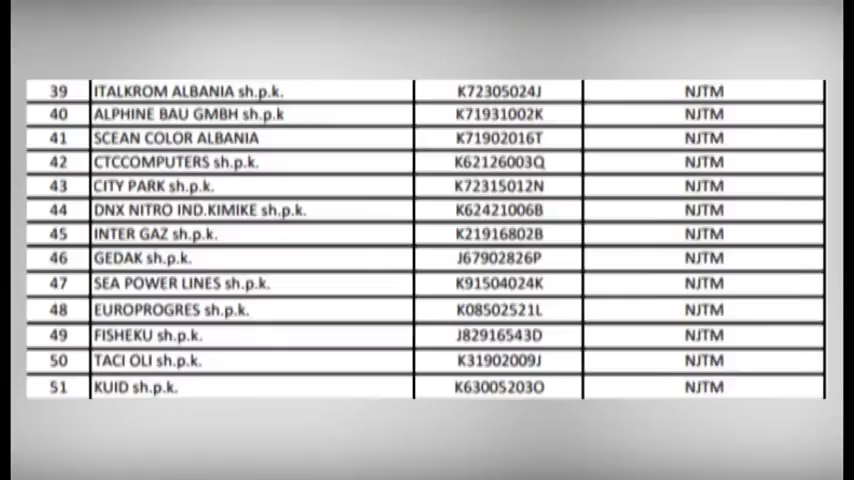 39 ITALKROM ALBANIA sh.p.k. K72305024J NJTM
40 ALPHINE BAU GMBH sh.p.k K71931002K NJTM
41 SCEAN COLOR ALBANIA K71902016T NJTM
42 CTCCOMPUTERS sh.p.k. K62126003Q NJTM
43 CITY PARK sh.p.k. K72315012N NJTM
44 DNX NITRO IND.KIMIKE sh.p.k. K62421006B NJTM
45 INTER GAZ sh.p.k. K21916802B NJTM
46 GEDAK sh.p.k. J67902826P NJTM
47 SEA POWER LINES sh.p.k. K91504024K NJTM
48 EUROPROGRES sh.p.k. K08502521L NJTM
49 FISHEKU sh.p.k. J82916543D NJTM
50 TACI OLI sh.p.k. K31902009J NJTM
51 KUID sh.p.k. K63005203O NJTM